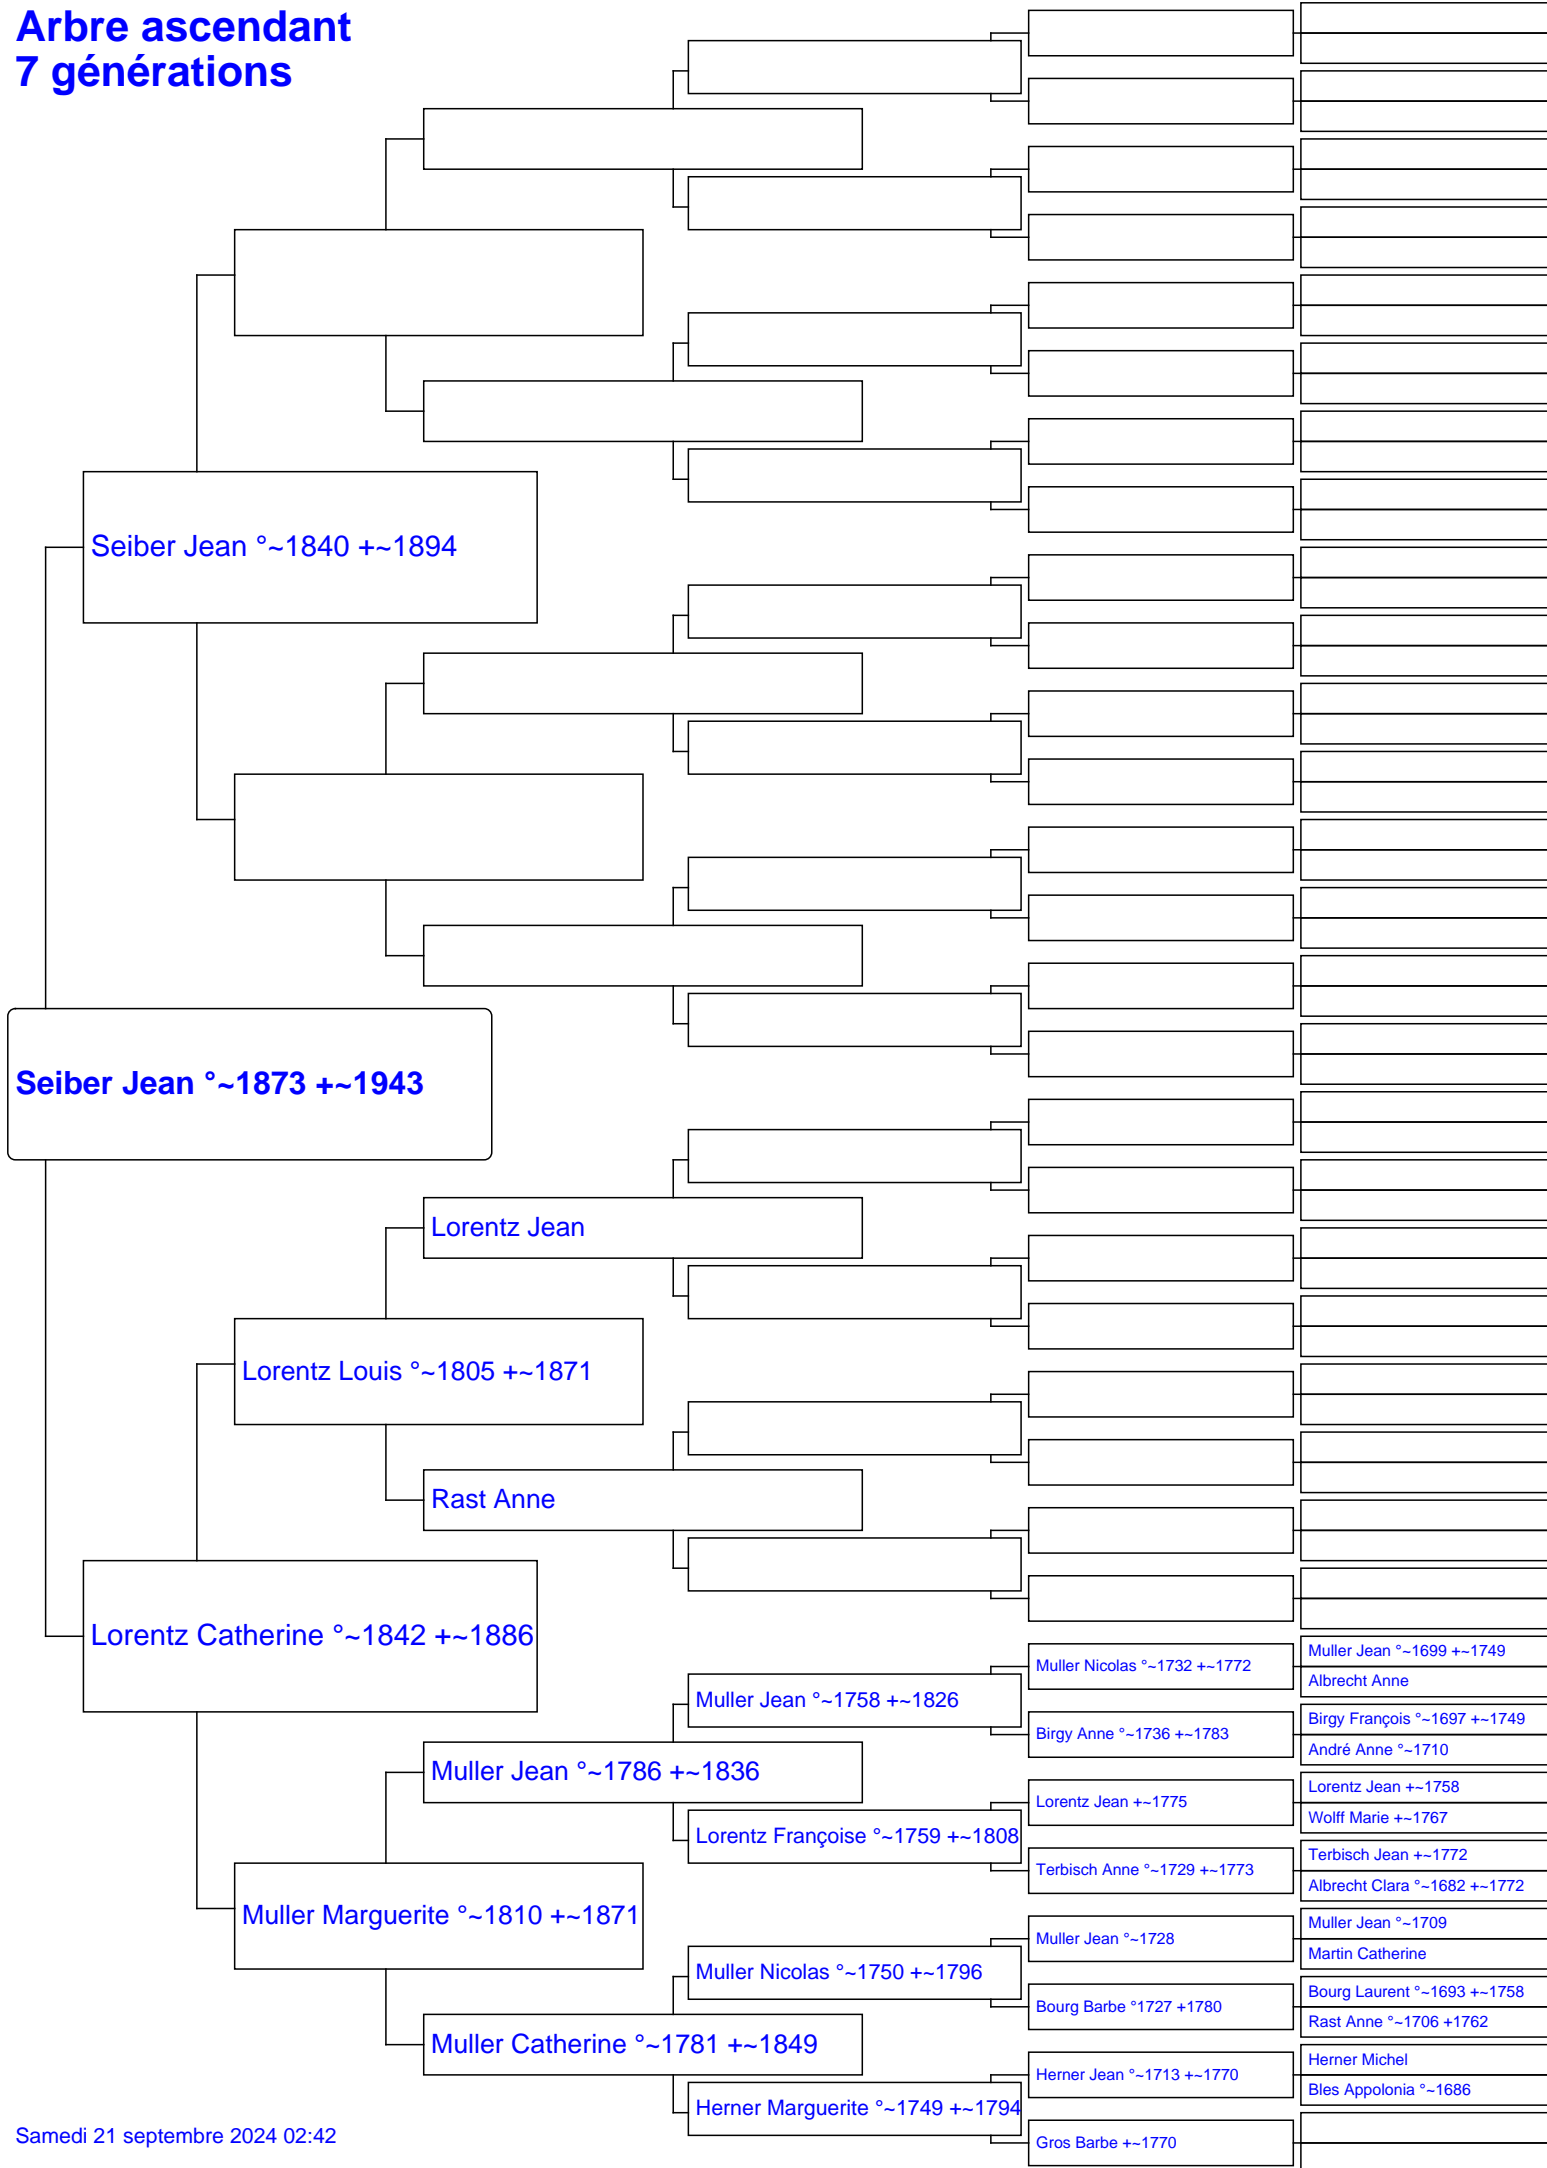 Arbre ascendant
7 générations
Seiber Jean °~1840 +~1894
Seiber Jean °~1873 +~1943
Lorentz Jean
Lorentz Louis °~1805 +~1871
Rast Anne
Lorentz Catherine °~1842 +~1886
Muller Jean °~1699 +~1749
Muller Nicolas °~1732 +~1772
Albrecht Anne
Muller Jean °~1758 +~1826
Birgy François °~1697 +~1749
Birgy Anne °~1736 +~1783
André Anne °~1710
Muller Jean °~1786 +~1836
Lorentz Jean +~1758
Lorentz Jean +~1775
Wolff Marie +~1767
Lorentz Françoise °~1759 +~1808
Terbisch Jean +~1772
Terbisch Anne °~1729 +~1773
Albrecht Clara °~1682 +~1772
Muller Marguerite °~1810 +~1871
Muller Jean °~1709
Muller Jean °~1728
Martin Catherine
Muller Nicolas °~1750 +~1796
Bourg Laurent °~1693 +~1758
Bourg Barbe °1727 +1780
Rast Anne °~1706 +1762
Muller Catherine °~1781 +~1849
Herner Michel
Herner Jean °~1713 +~1770
Bles Appolonia °~1686
Herner Marguerite °~1749 +~1794
Gros Barbe +~1770
Samedi 21 septembre 2024 02:42